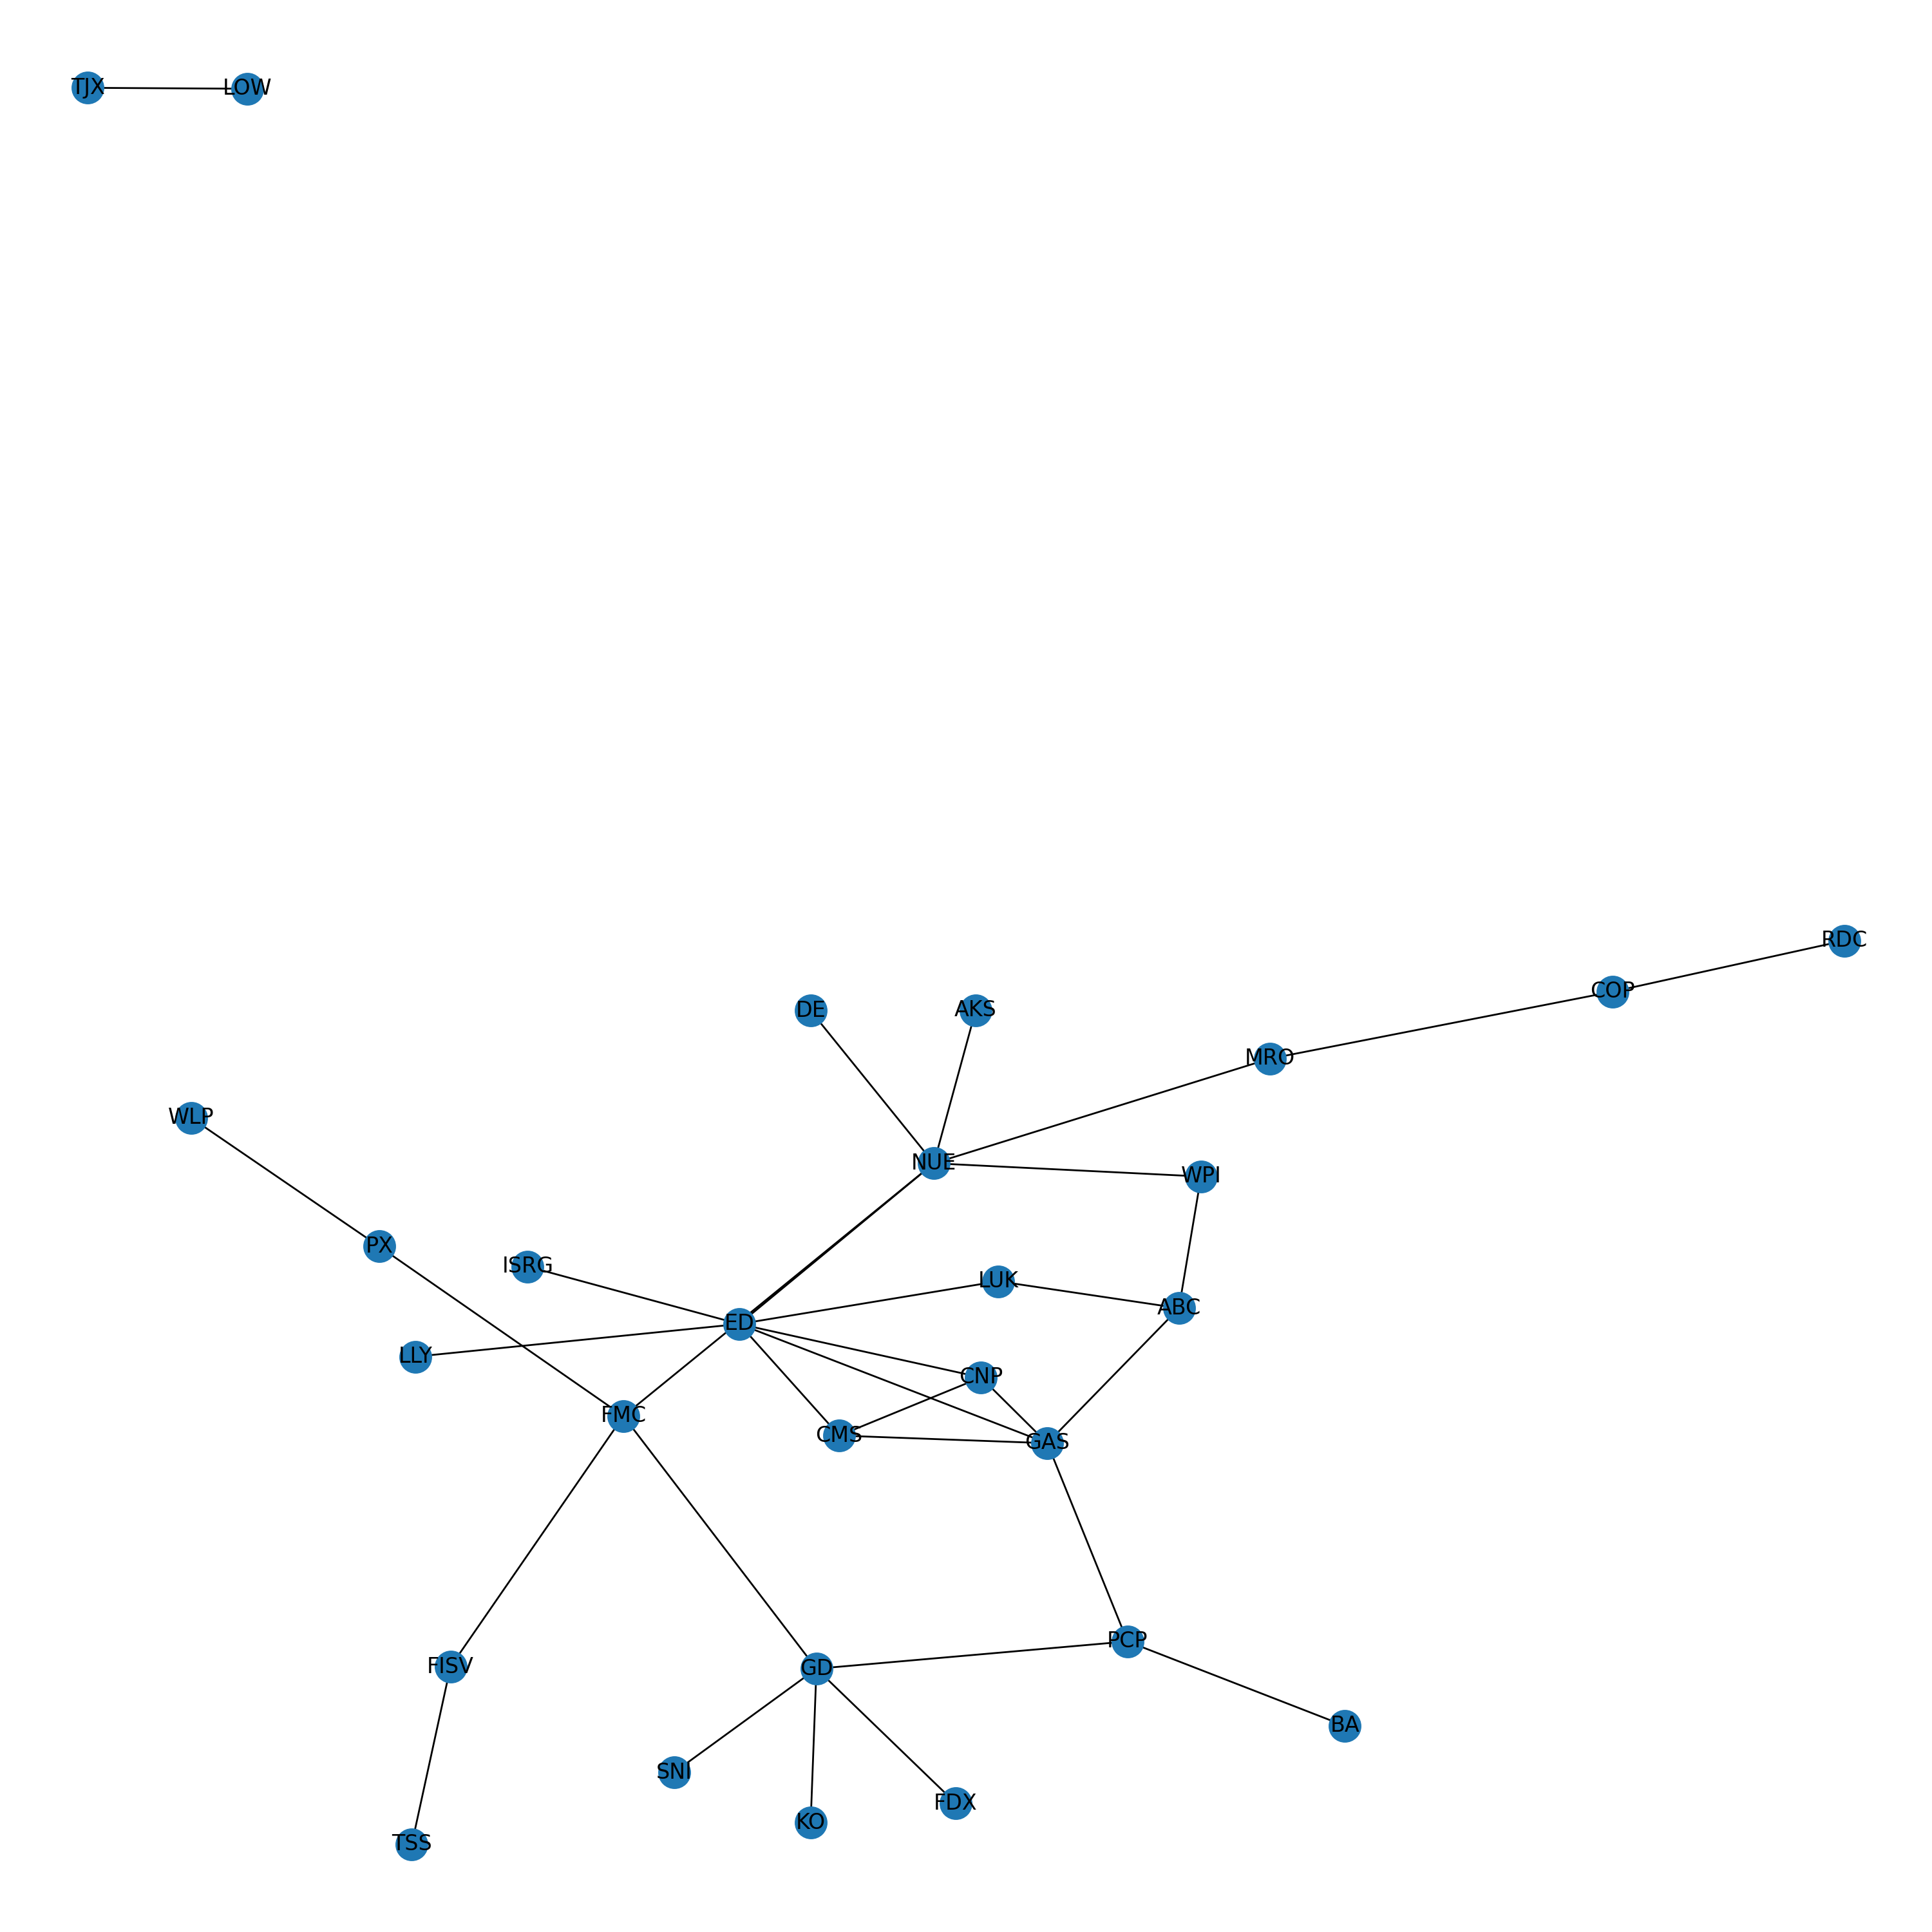 TJX
LOW
RDC
COP
DE
AKS
MRO
WLP
NUE
WPI
PX
ISRG
LUK
ABC
ED
LLY
CNP
FMC
CMS
GAS
PCP
FISV
GD
BA
SNI
FDX
KO
TSS